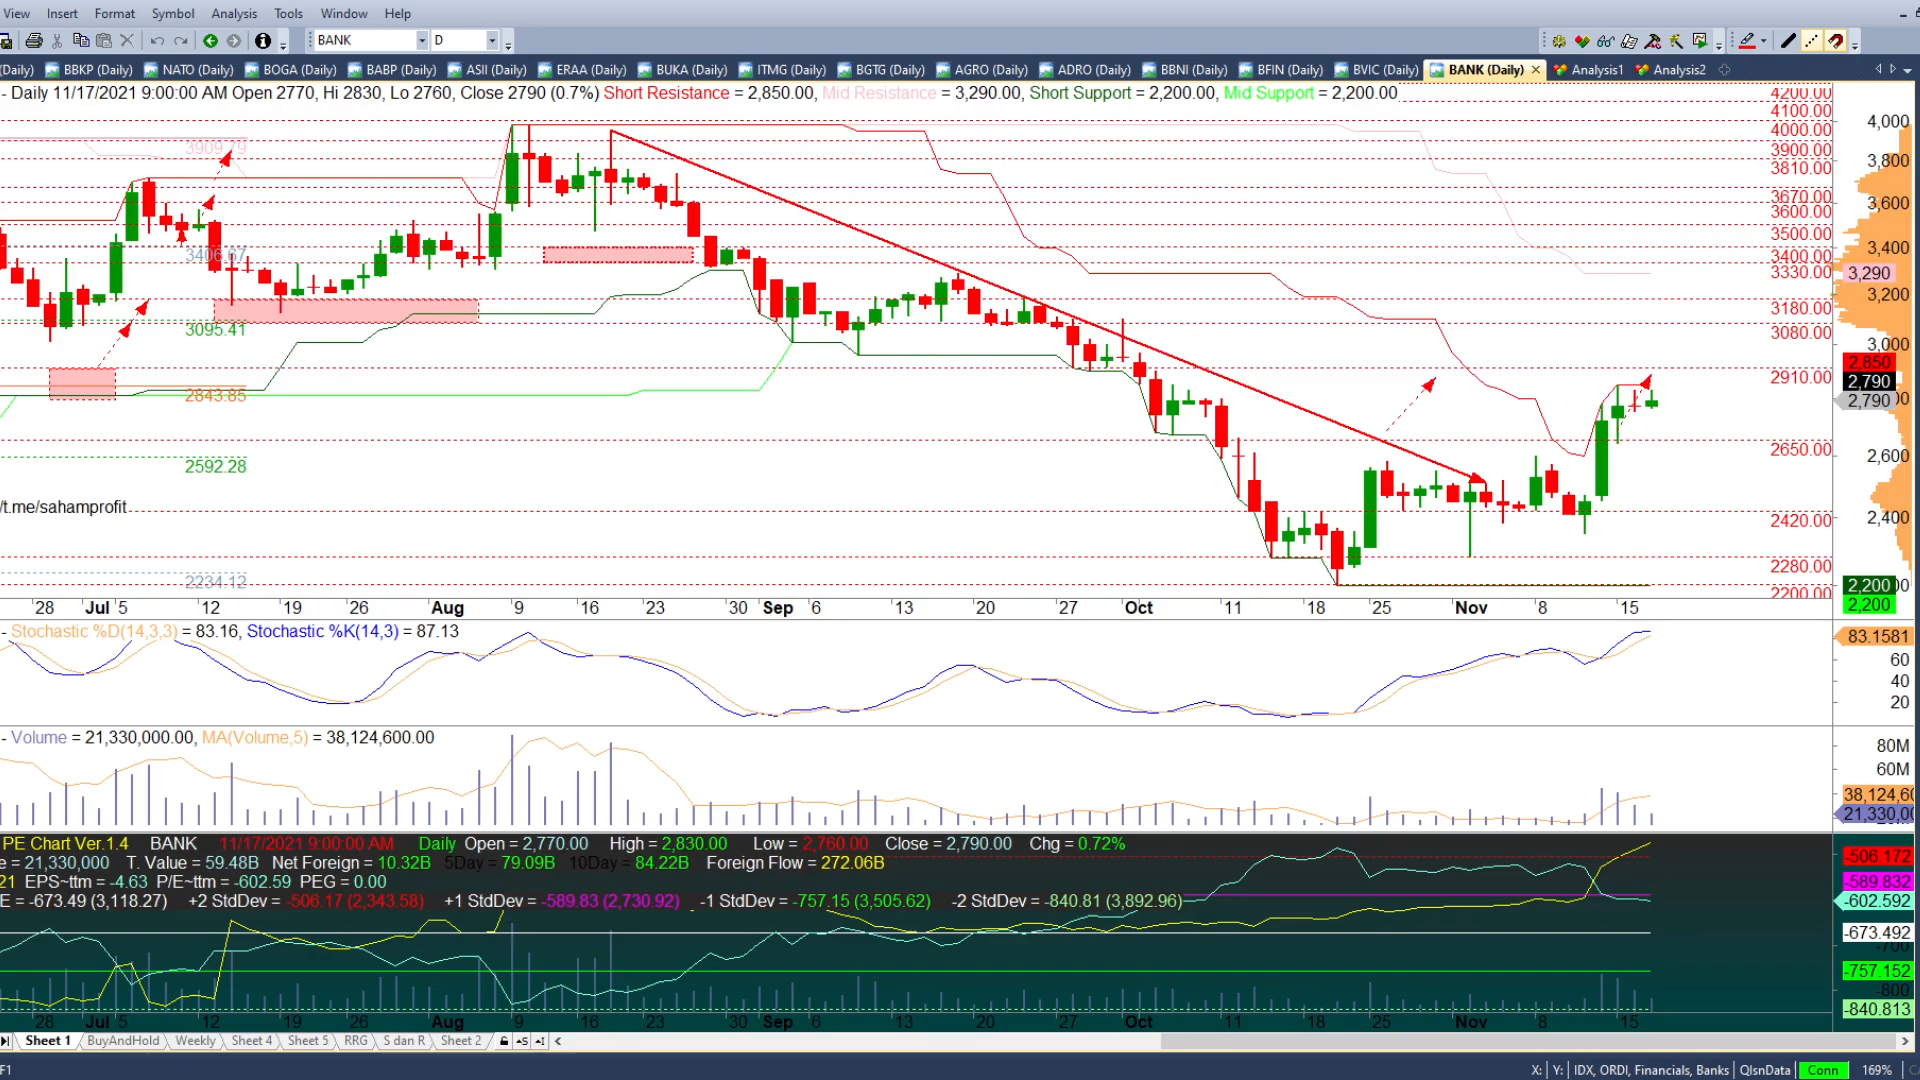 View Insert Format Symbol Analysis Tools Window Help
BANK D
(Daily) BBKP (Daily) NATO (Daily) BOGA (Daily) BABP (Daily) ASII (Daily) ERAA (Daily) BUKA (Daily) ITMG (Daily) BGTG (Daily) AGRO (Daily) ADRO (Daily) BBNI (Daily) BFIN (Daily) BVIC (Daily) BANK (Daily) Analysis1 Analysis2
- Daily 11/17/2021 9:00:00 AM Open 2770, Hi 2830, Lo 2760, Close 2790 (0.7%) Short Resistance = 2,850.00, Mid Resistance = 3,290.00, Short Support = 2,200.00, Mid Support = 2,200.00
4200.00
4100.00
4000.00 4,000
3909.79 3900.00
3810.00 3,800
3670.00
3600.00 3,600
3500.00
3406.67 3400.00 3,400
3330.00 3,290
3180.00 3,200
3095.41 3080.00
3,000
2,850
2910.00 2,790
2843.85 2,790
2650.00 2,600
2592.28
/t.me/sahamprofit 2420.00 2,400
2280.00
2234.12 2200.00 2,200
2,200
28 Jul 5 12 19 26 Aug 9 16 23 30 Sep 6 13 20 27 Oct 11 18 25 Nov 8 15
- Stochastic %D(14,3,3) = 83.16, Stochastic %K(14,3) = 87.13
83.1581
60
40
20
- Volume = 21,330,000.00, MA(Volume,5) = 38,124,600.00
80M
60M
38,124,60
21,330,00
PE Chart Ver.1.4 BANK 11/17/2021 9:00:00 AM Daily Open = 2,770.00 High = 2,830.00 Low = 2,760.00 Close = 2,790.00 Chg = 0.72%
e = 21,330,000 T. Value = 59.48B Net Foreign = 10.32B 5Day = 79.09B 10Day = 84.22B Foreign Flow = 272.06B
21 EPS~ttm = -4.63 P/E~ttm = -602.59 PEG = 0.00
E = -673.49 (3,118.27) +2 StdDev = -506.17 (2,343.58) +1 StdDev = -589.83 (2,730.92) -1 StdDev = -757.15 (3,505.62) -2 StdDev = -840.81 (3,892.96)
-506.172
-589.832
-602.592
-673.492
-700
-757.152
-800
-840.813
28 Jul 5 12 19 26 Aug 9 16 23 30 Sep 6 13 20 27 Oct 11 18 25 Nov 8 15
Sheet 1 BuyAndHold Weekly Sheet 4 Sheet 5 RRG S dan R Sheet 2
F1 X: Y: IDX, ORDI, Financials, Banks QlsnData Conn 169%